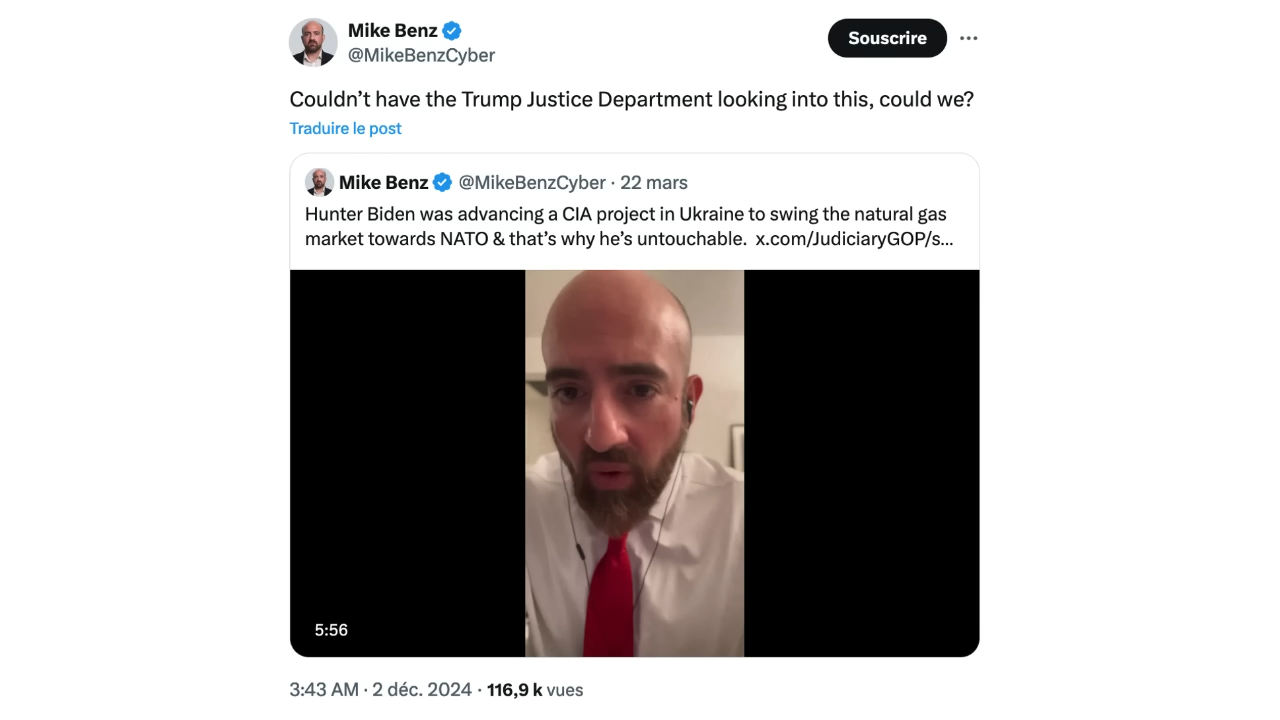 Mike Benz
@MikeBenzCyber
Souscrire
Couldn’t have the Trump Justice Department looking into this, could we?
Traduire le post
Mike Benz @MikeBenzCyber · 22 mars
Hunter Biden was advancing a CIA project in Ukraine to swing the natural gas
market towards NATO & that’s why he’s untouchable. x.com/JudiciaryGOP/s...
5:56
3:43 AM · 2 déc. 2024 · 116,9 k vues